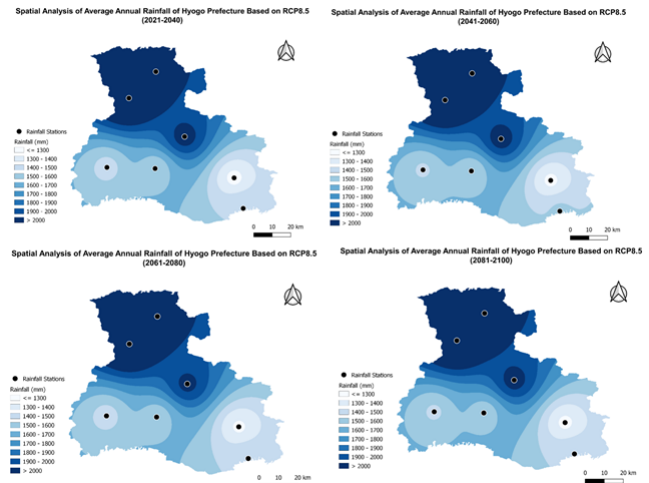 Spatial Analysis of Average Annual Rainfall of Hyogo Prefecture Based on RCP8.5
(2021-2040)
Rainfall Stations
Rainfall (mm)
<= 1300
1300 - 1400
1400 - 1500
1500 - 1600
1600 - 1700
1700 - 1800
1800 - 1900
1900 - 2000
> 2000
0 10 20 km
Spatial Analysis of Average Annual Rainfall of Hyogo Prefecture Based on RCP8.5
(2041-2060)
Rainfall Stations
Rainfall (mm)
<= 1300
1300 - 1400
1400 - 1500
1500 - 1600
1600 - 1700
1700 - 1800
1800 - 1900
1900 - 2000
> 2000
0 10 20 km
Spatial Analysis of Average Annual Rainfall of Hyogo Prefecture Based on RCP8.5
(2061-2080)
Rainfall Stations
Rainfall (mm)
<= 1300
1300 - 1400
1400 - 1500
1500 - 1600
1600 - 1700
1700 - 1800
1800 - 1900
1900 - 2000
> 2000
0 10 20 km
Spatial Analysis of Average Annual Rainfall of Hyogo Prefecture Based on RCP8.5
(2081-2100)
Rainfall Stations
Rainfall (mm)
<= 1300
1300 - 1400
1400 - 1500
1500 - 1600
1600 - 1700
1700 - 1800
1800 - 1900
1900 - 2000
> 2000
0 10 20 km